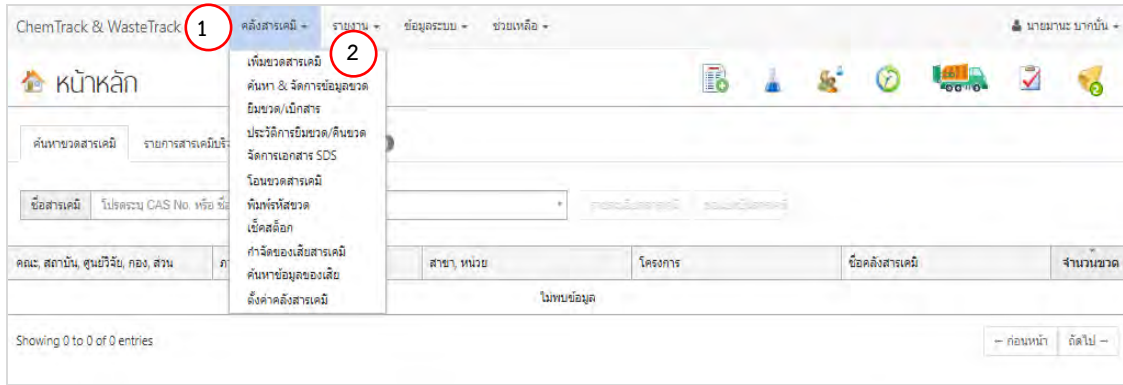 ChemTrack & WasteTrack 1 คลังสารเคมี รายงาน ข้อมูลระบบ ช่วยเหลือ นายมานะ บากบั่น
2
เพิ่มขวดสารเคมี
หน้าหลัก
ค้นหา & จัดการข้อมูลขวด
ยืมขวด/เบิกสาร
ประวัติการยืมขวด/คืนขวด
ค้นหาขวดสารเคมี รายการสารเคมีบริจ
จัดการเอกสาร SDS
โอนขวดสารเคมี
ชื่อสารเคมี โปรดระบุ CAS No. หรือ ชื่อ
พิมพ์รหัสขวด
เช็คสต็อก
กำจัดของเสียสารเคมี
คณะ, สถาบัน, ศูนย์วิจัย, กอง, ส่วน สาขา, หน่วย โครงการ ชื่อคลังสารเคมี จำนวนขวด
ค้นหาข้อมูลของเสีย
ตั้งค่าคลังสารเคมี
ไม่พบข้อมูล
Showing 0 to 0 of 0 entries ← ก่อนหน้า ถัดไป →